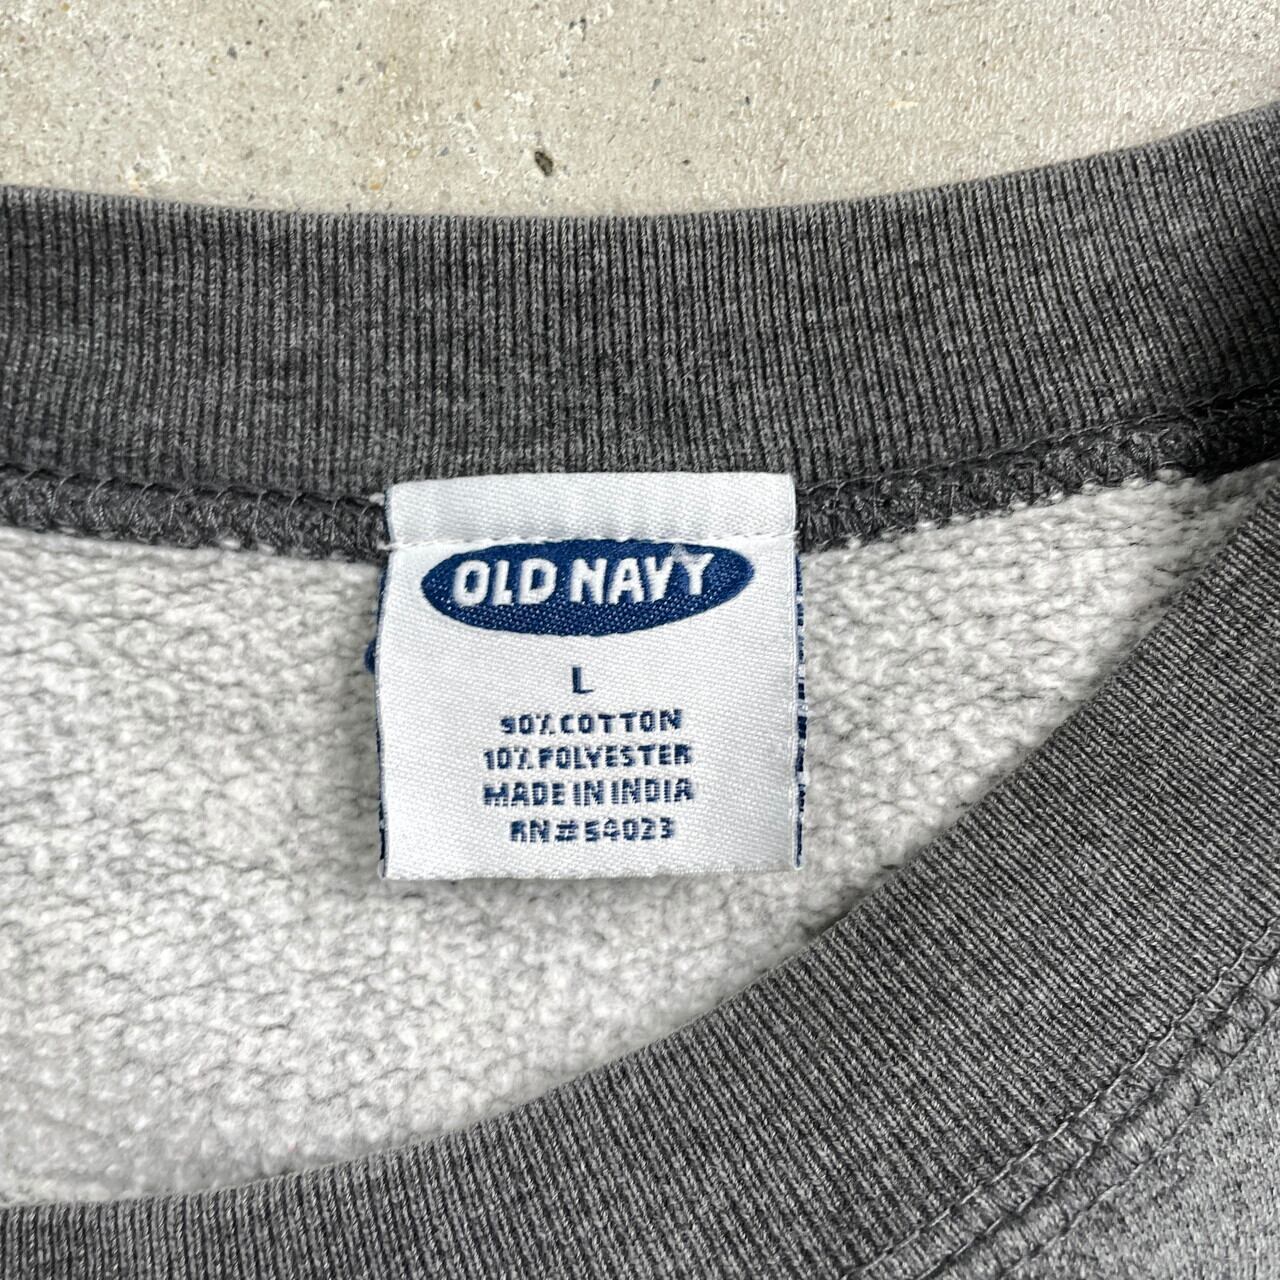 OLD NAVY
L
90% COTTON
10% POLYESTER
MADE IN INDIA
RN#54023